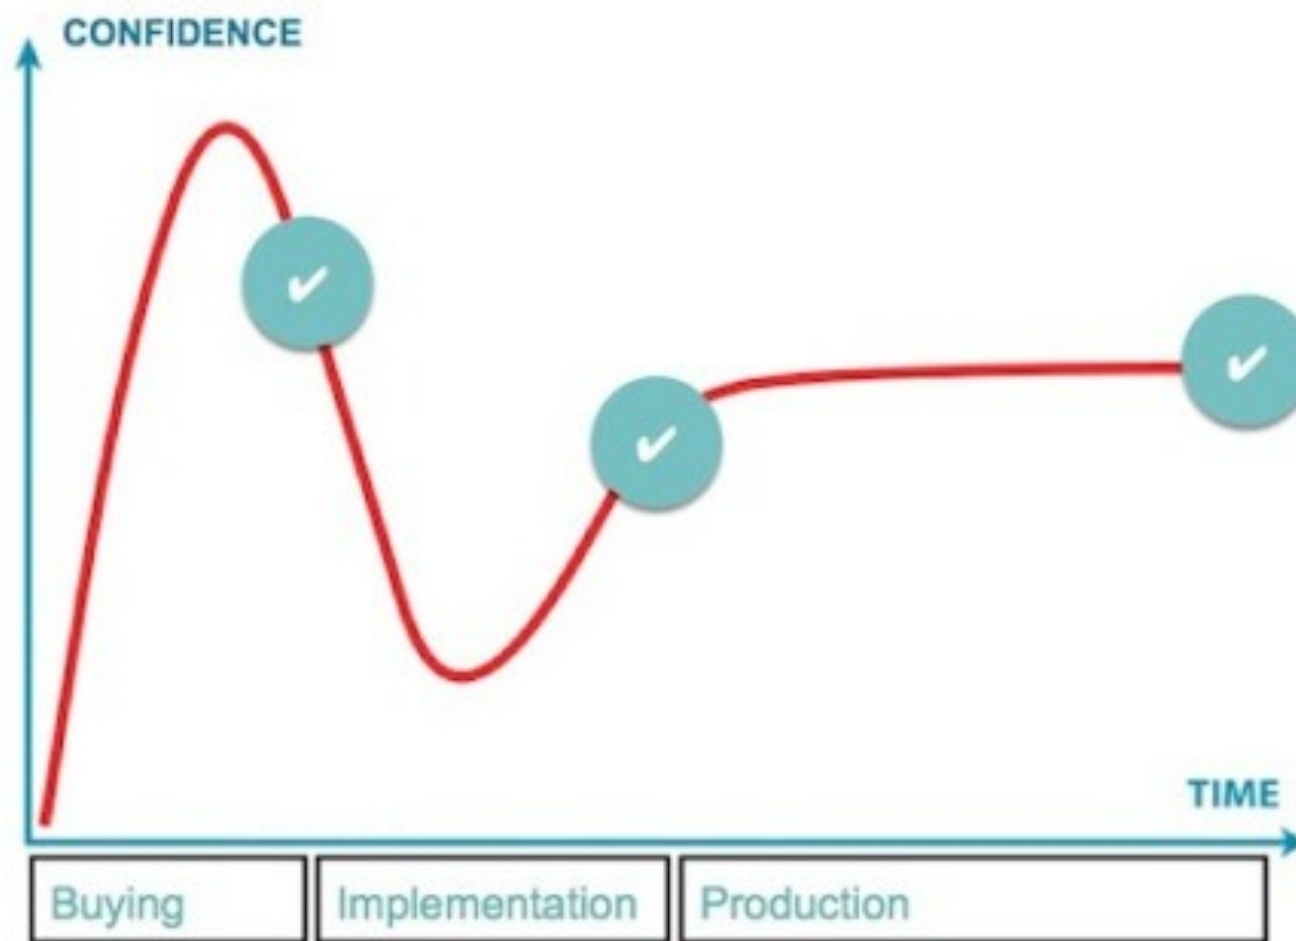 CONFIDENCE
TIME
Buying
Implementation
Production